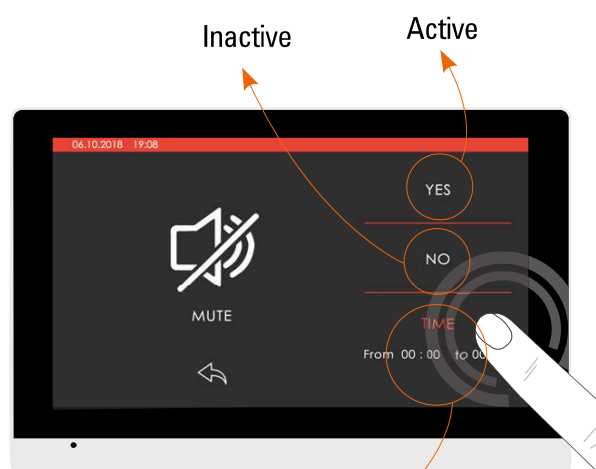 Inactive
Active
06.10.2018 19:08
YES
NO
MUTE
TIME
From 00 : 00 to 00